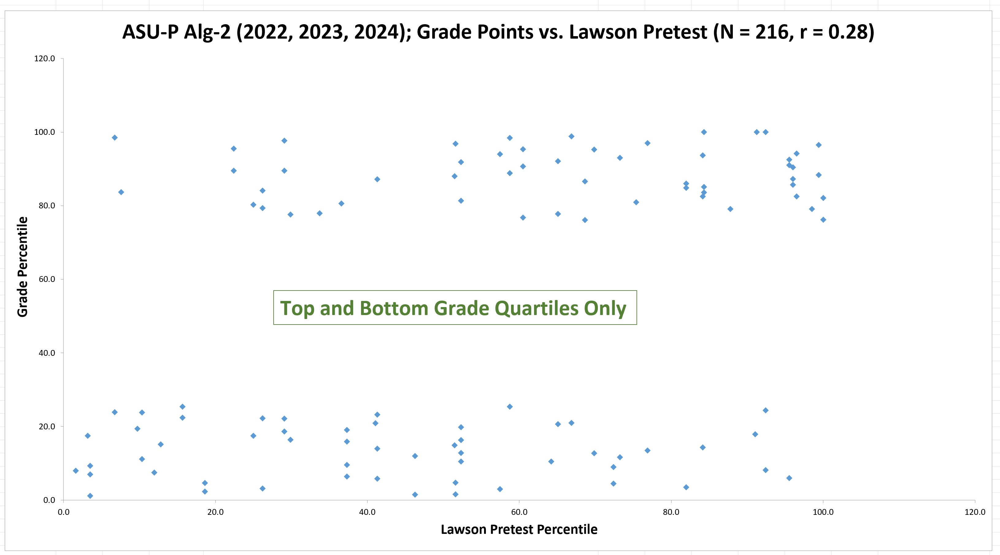 ASU-P Alg-2 (2022, 2023, 2024); Grade Points vs. Lawson Pretest (N = 216, r = 0.28)
120.0
100.0
80.0
60.0
40.0
20.0
0.0
Grade Percentile
Top and Bottom Grade Quartiles Only
0.0 20.0 40.0 60.0 80.0 100.0 120.0
Lawson Pretest Percentile